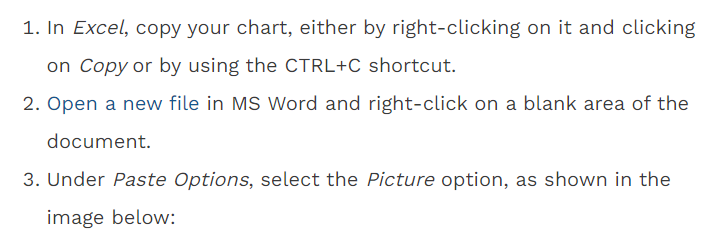 1. In Excel, copy your chart, either by right-clicking on it and clicking
on Copy or by using the CTRL+C shortcut.
2. Open a new file in MS Word and right-click on a blank area of the
document.
3. Under Paste Options, select the Picture option, as shown in the
image below: